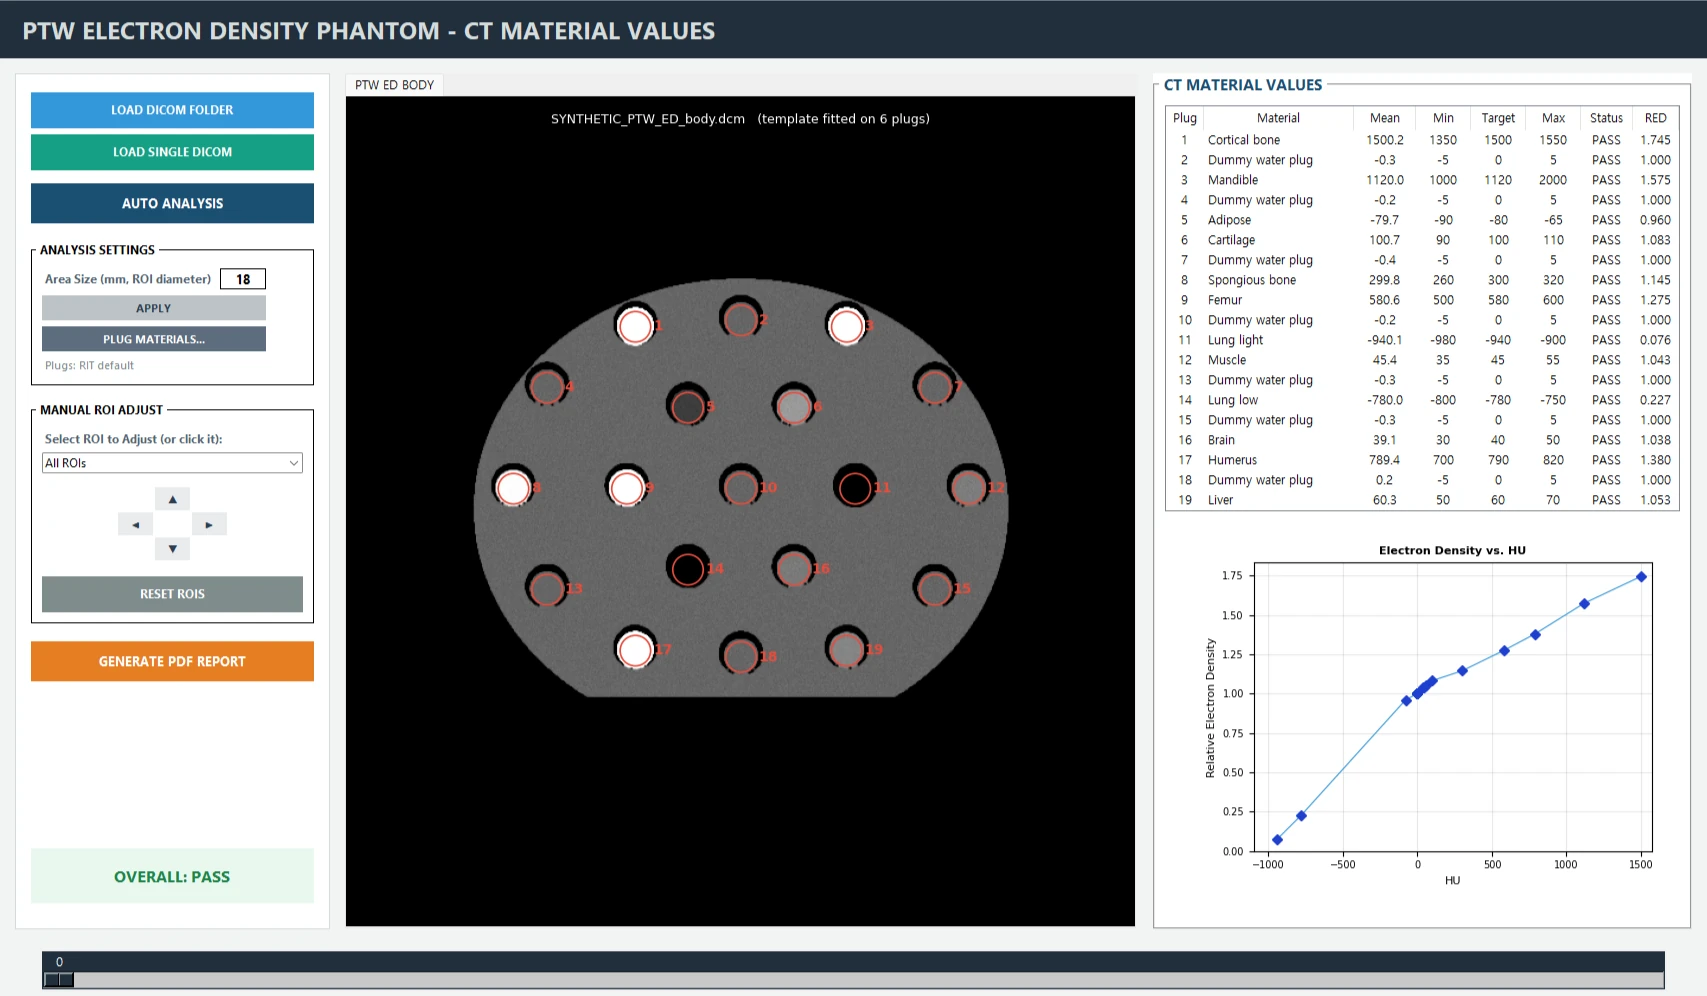 PTW ELECTRON DENSITY PHANTOM - CT MATERIAL VALUES
LOAD DICOM FOLDER
LOAD SINGLE DICOM
AUTO ANALYSIS
ANALYSIS SETTINGS
Area Size (mm, ROI diameter) 18
APPLY
PLUG MATERIALS...
Plugs: RIT default
MANUAL ROI ADJUST
Select ROI to Adjust (or click it):
All ROIs
▲
◄ ►
▼
RESET ROIS
GENERATE PDF REPORT
OVERALL: PASS
PTW ED BODY
SYNTHETIC_PTW_ED_body.dcm (template fitted on 6 plugs)
1 2 3
4 7
5 6
8 9 10 11 12
14 16
13 15
17 18 19
CT MATERIAL VALUES
Plug Material Mean Min Target Max Status RED
1 Cortical bone 1500.2 1350 1500 1550 PASS 1.745
2 Dummy water plug -0.3 -5 0 5 PASS 1.000
3 Mandible 1120.0 1000 1120 2000 PASS 1.575
4 Dummy water plug -0.2 -5 0 5 PASS 1.000
5 Adipose -79.7 -90 -80 -65 PASS 0.960
6 Cartilage 100.7 90 100 110 PASS 1.083
7 Dummy water plug -0.4 -5 0 5 PASS 1.000
8 Spongious bone 299.8 260 300 320 PASS 1.145
9 Femur 580.6 500 580 600 PASS 1.275
10 Dummy water plug -0.2 -5 0 5 PASS 1.000
11 Lung light -940.1 -980 -940 -900 PASS 0.076
12 Muscle 45.4 35 45 55 PASS 1.043
13 Dummy water plug -0.3 -5 0 5 PASS 1.000
14 Lung low -780.0 -800 -780 -750 PASS 0.227
15 Dummy water plug -0.3 -5 0 5 PASS 1.000
16 Brain 39.1 30 40 50 PASS 1.038
17 Humerus 789.4 700 790 820 PASS 1.380
18 Dummy water plug 0.2 -5 0 5 PASS 1.000
19 Liver 60.3 50 60 70 PASS 1.053
Electron Density vs. HU
Relative Electron Density
1.75
1.50
1.25
1.00
0.75
0.50
0.25
0.00
−1000 −500 0 500 1000 1500
HU
0